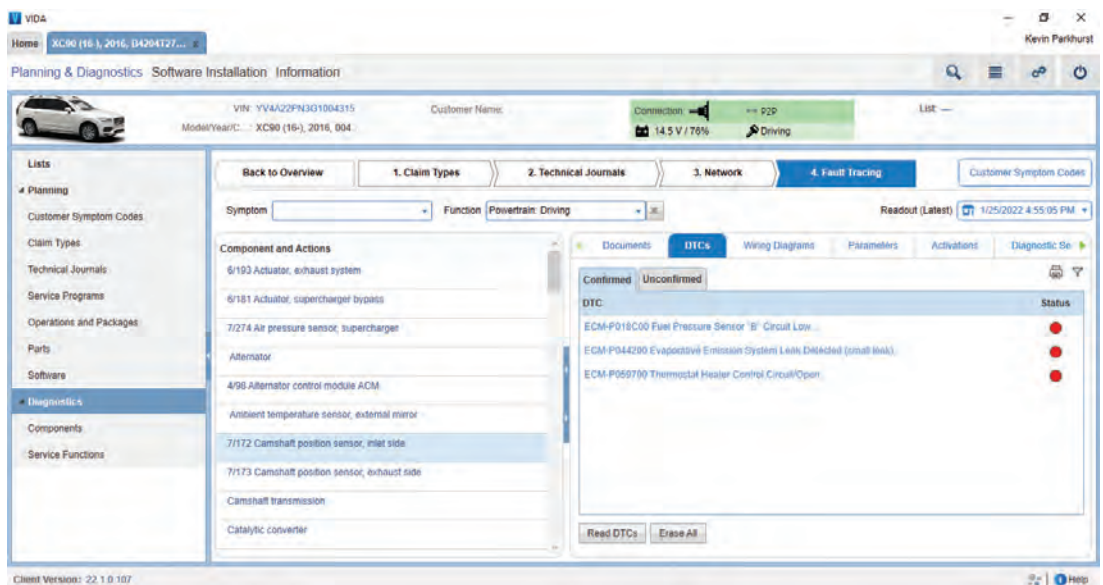 VIDA
Home XC90 (16-), 2016, B4204T27...
Kevin Parkhurst
Planning & Diagnostics Software Installation Information
VIN: YV4A22PN3G1004315 Customer Name: Connection: P2P List: —
Model/Year/C...: XC90 (16-), 2016, 004 14.5 V / 76% Driving
Lists
Planning
Customer Symptom Codes
Claim Types
Technical Journals
Service Programs
Operations and Packages
Parts
Software
Diagnostics
Components
Service Functions
Back to Overview 1. Claim Types 2. Technical Journals 3. Network 4. Fault Tracing Customer Symptom Codes
Symptom Function Powertrain: Driving Readout (Latest) 1/25/2022 4:55:05 PM
Component and Actions
6/193 Actuator, exhaust system
6/181 Actuator, supercharger bypass
7/274 Air pressure sensor, supercharger
Alternator
4/98 Alternator control module ACM
Ambient temperature sensor, external mirror
7/172 Camshaft position sensor, inlet side
7/173 Camshaft position sensor, exhaust side
Camshaft transmission
Catalytic converter
Documents DTCs Wiring Diagrams Parameters Activations Diagnostic Se
Confirmed Unconfirmed
DTC Status
ECM-P018C00 Fuel Pressure Sensor `B` Circuit Low...
ECM-P044200 Evaporative Emission System Leak Detected (small leak)
ECM-P059700 Thermostat Heater Control Circuit/Open
Read DTCs Erase All
Client Version: 22.1.0.107 Help